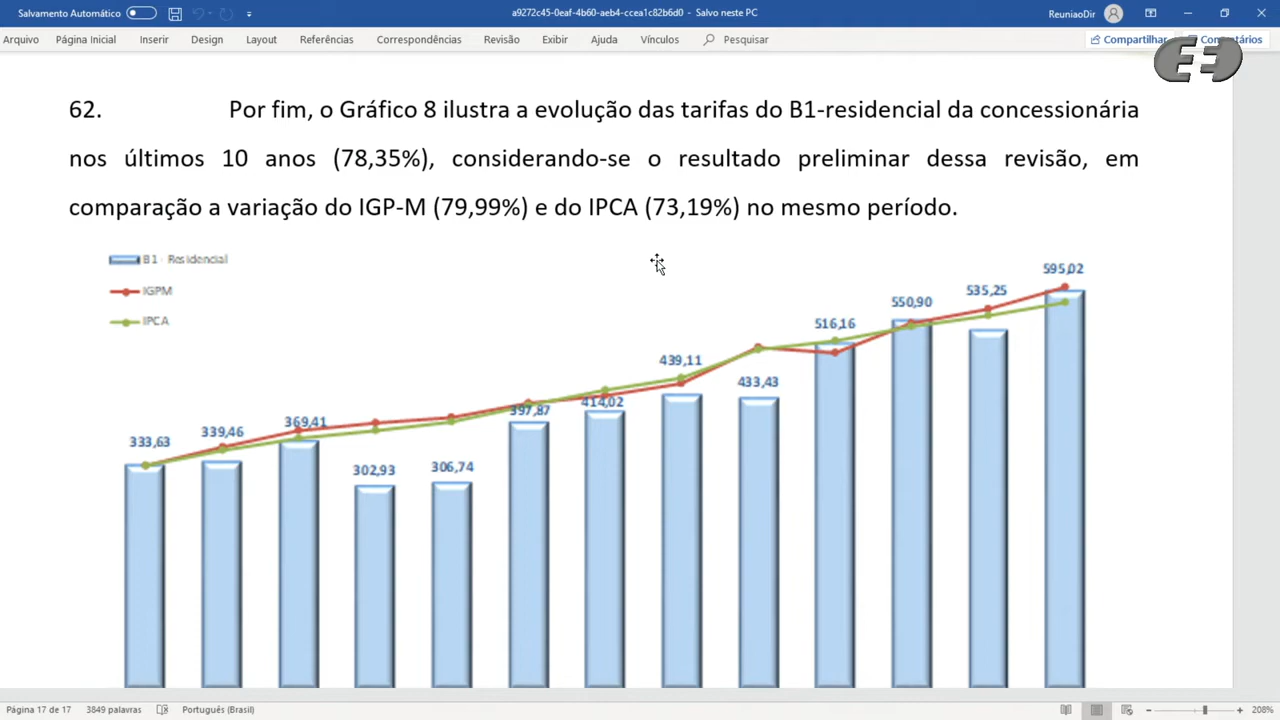 Salvamento Automático
a9272c45-0eaf-4b60-aeb4-ccea1c82b6d0 - Salvo neste PC
ReuniaoDir
Arquivo Página Inicial Inserir Design Layout Referências Correspondências Revisão Exibir Ajuda Vínculos Pesquisar Compartilhar Comentários
62. Por fim, o Gráfico 8 ilustra a evolução das tarifas do B1-residencial da concessionária
nos últimos 10 anos (78,35%), considerando-se o resultado preliminar dessa revisão, em
comparação a variação do IGP-M (79,99%) e do IPCA (73,19%) no mesmo período.
B1 - Residencial
IGPM
IPCA
333,63
339,46
369,41
302,93
306,74
397,87
414,02
439,11
433,43
516,16
550,90
535,25
595,02
Página 17 de 17 3849 palavras Português (Brasil) 208%